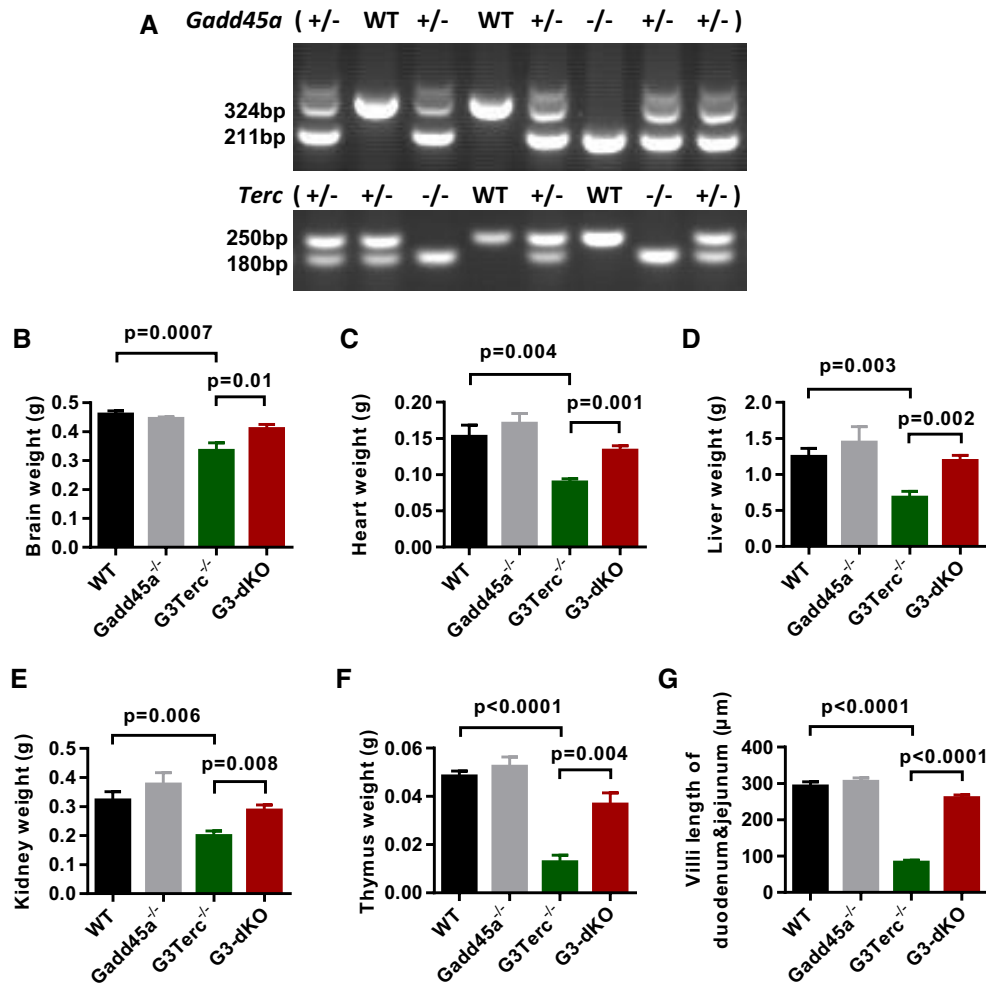 A Gadd45a ( +/- WT +/- WT +/- -/- +/- +/- )
324bp
211bp
Terc ( +/- +/- -/- WT +/- WT -/- +/- )
250bp
180bp
B
p=0.0007
p=0.01
Brain weight (g)
0.5
0.4
0.3
0.2
0.1
0.0
WT
Gadd45a-/-
G3Terc-/-
G3-dKO
C
p=0.004
p=0.001
Heart weight (g)
0.20
0.15
0.10
0.05
0.00
WT
Gadd45a-/-
G3Terc-/-
G3-dKO
D
p=0.003
p=0.002
Liver weight (g)
2.0
1.5
1.0
0.5
0.0
WT
Gadd45a-/-
G3Terc-/-
G3-dKO
E
p=0.006
p=0.008
Kidney weight (g)
0.5
0.4
0.3
0.2
0.1
0.0
WT
Gadd45a-/-
G3Terc-/-
G3-dKO
F
p<0.0001
p=0.004
Thymus weight (g)
0.06
0.04
0.02
0.00
WT
Gadd45a-/-
G3Terc-/-
G3-dKO
G
p<0.0001
p<0.0001
Villi length of
duodenum&jejunum (µm)
400
300
200
100
0
WT
Gadd45a-/-
G3Terc-/-
G3-dKO